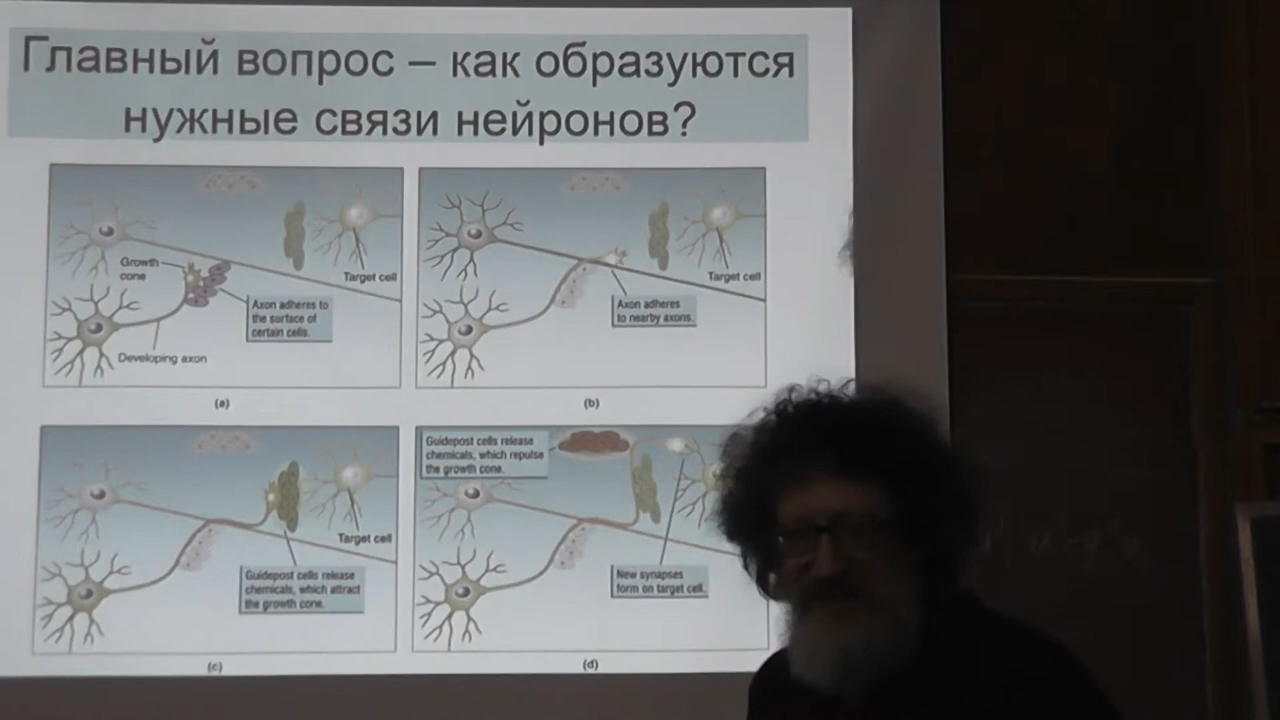 Главный вопрос – как образуются
нужные связи нейронов?
Growth
cone
Target cell
Axon adheres to
the surface of
certain cells.
Developing axon
(a)
Target cell
Axon adheres
to nearby axons.
(b)
Target cell
Guidepost cells release
chemicals, which attract
the growth cone.
(c)
Guidepost cells release
chemicals, which repulse
the growth cone.
New synapses
form on target cell.
(d)